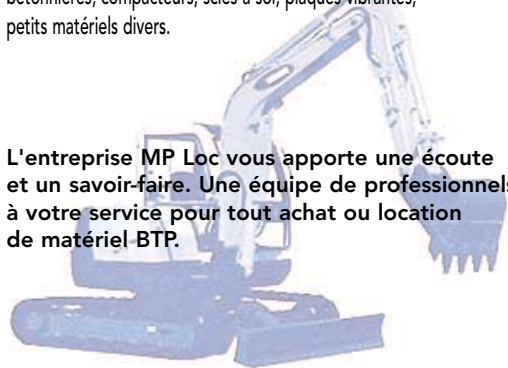 bétonnières, compacteurs, scies à sol, plaques vibrantes,
petits matériels divers.
L'entreprise MP Loc vous apporte une écoute
et un savoir-faire. Une équipe de professionnels
à votre service pour tout achat ou location
de matériel BTP.